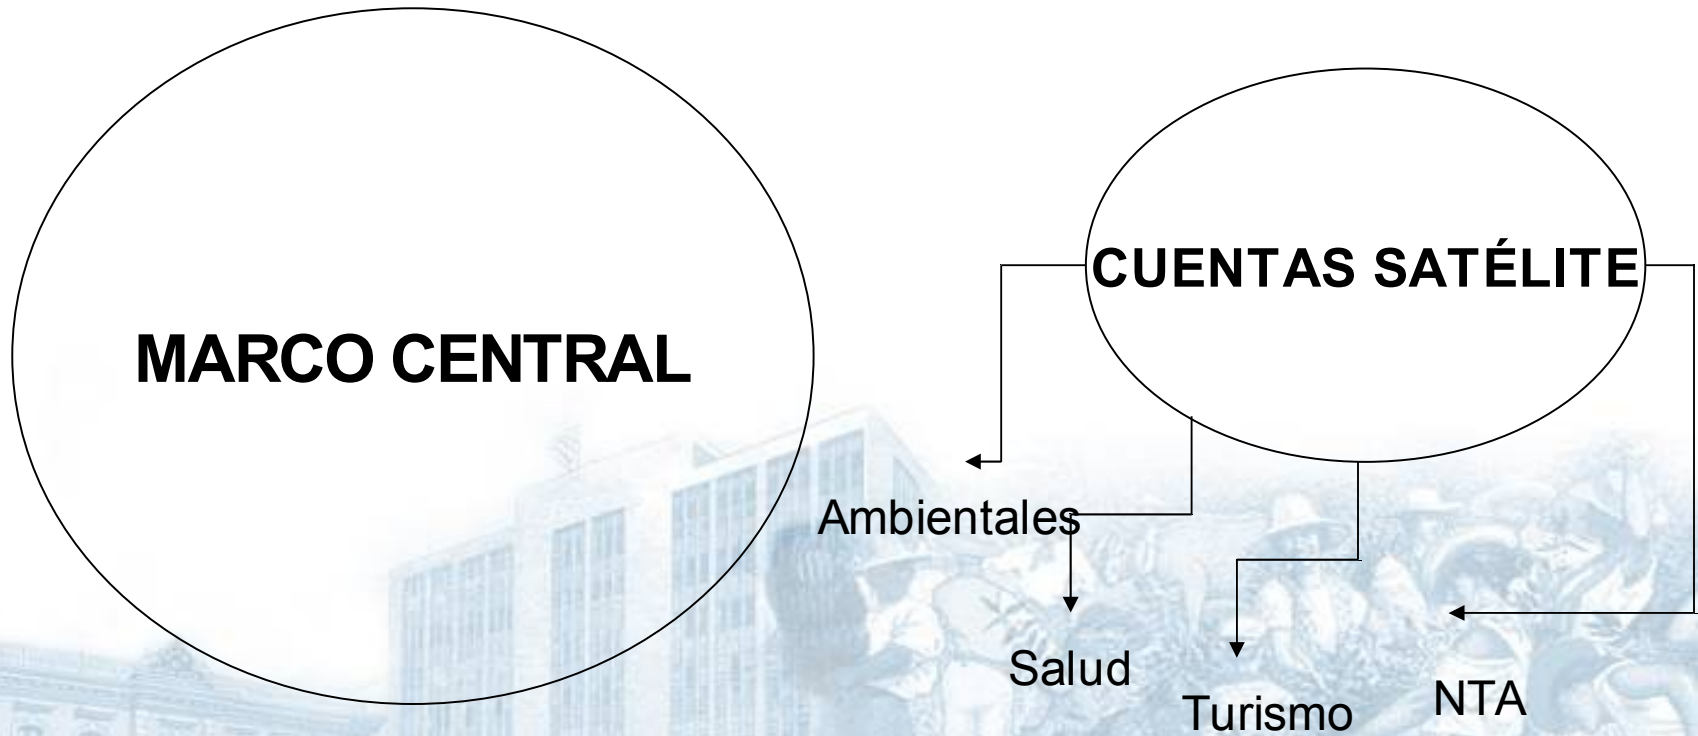 MARCO CENTRAL
CUENTAS SATÉLITE
Ambientales
Salud
Turismo
NTA